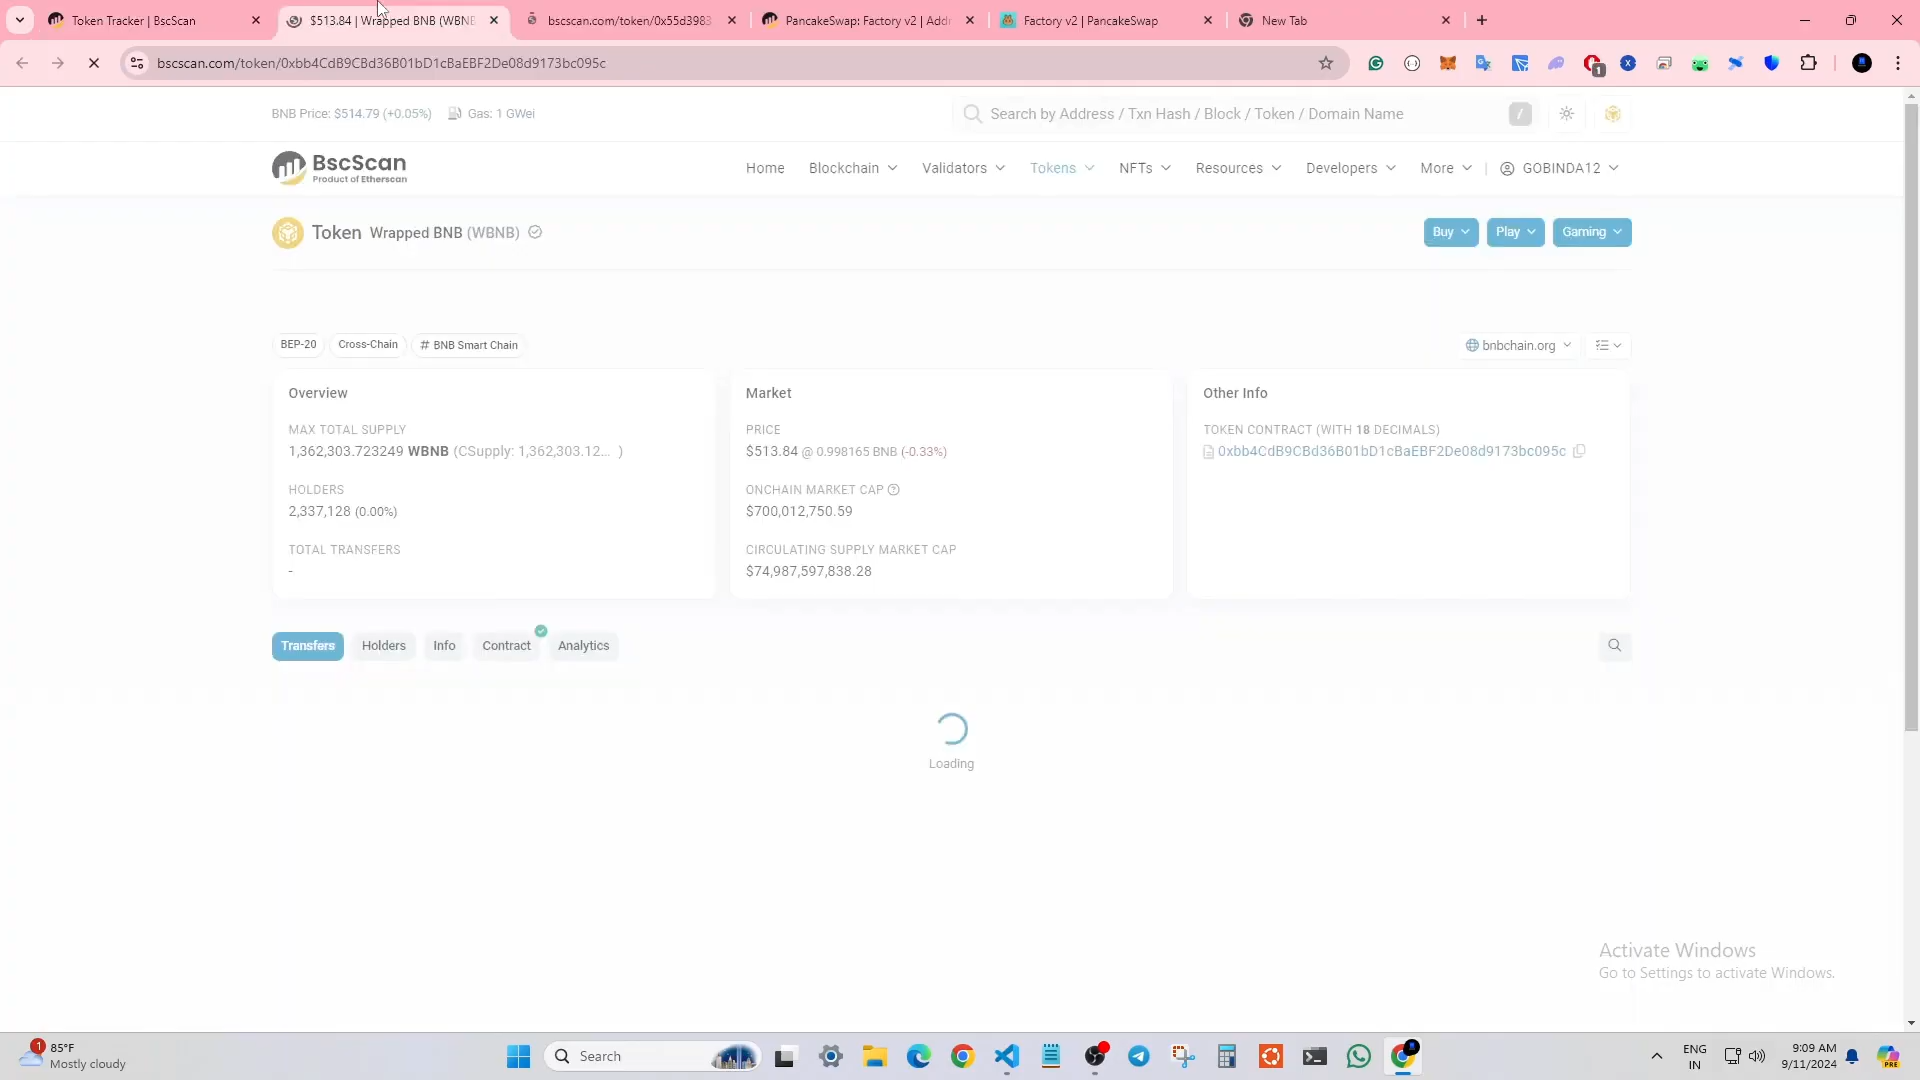 Token Tracker | BscScan
$513.84 | Wrapped BNB (WBNB
bscscan.com/token/0x55d3983
PancakeSwap: Factory v2 | Addr
Factory v2 | PancakeSwap
New Tab
bscscan.com/token/0xbb4CdB9CBd36B01bD1cBaEBF2De08d9173bc095c
1
BNB Price: $514.79 (+0.05%)
Gas: 1 GWei
Search by Address / Txn Hash / Block / Token / Domain Name
/
BscScan
Product of Etherscan
Home
Blockchain
Validators
Tokens
NFTs
Resources
Developers
More
|
GOBINDA12
Token Wrapped BNB (WBNB)
Buy
Play
Gaming
BEP-20
Cross-Chain
# BNB Smart Chain
bnbchain.org
Overview
MAX TOTAL SUPPLY
1,362,303.723249 WBNB (CSupply: 1,362,303.12... )
HOLDERS
2,337,128 (0.00%)
TOTAL TRANSFERS
-
Market
PRICE
$513.84 @ 0.998165 BNB (-0.33%)
ONCHAIN MARKET CAP
$700,012,750.59
CIRCULATING SUPPLY MARKET CAP
$74,987,597,838.28
Other Info
TOKEN CONTRACT (WITH 18 DECIMALS)
0xbb4CdB9CBd36B01bD1cBaEBF2De08d9173bc095c
Transfers
Holders
Info
Contract
Analytics
Loading
Activate Windows
Go to Settings to activate Windows.
1
85°F
Mostly cloudy
Search
ENG
IN
9:09 AM
9/11/2024
PRE